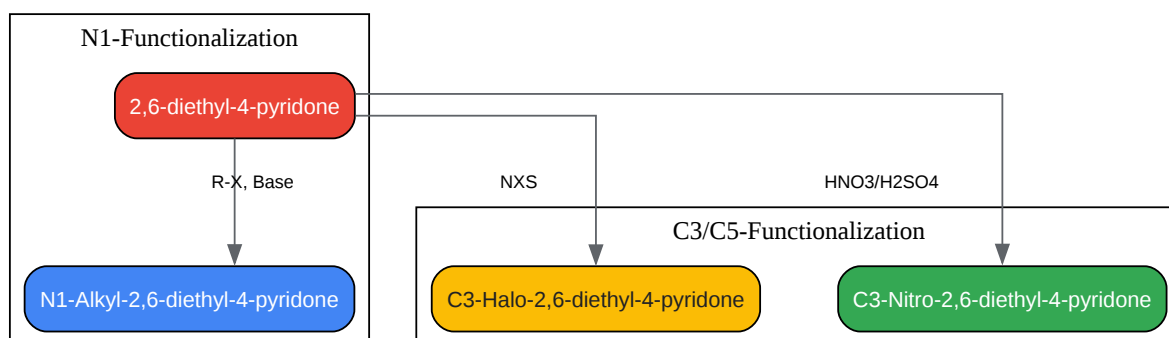 N1-Functionalization
2,6-diethyl-4-pyridone
R-X, Base
NXS
HNO3/H2SO4
C3/C5-Functionalization
N1-Alkyl-2,6-diethyl-4-pyridone
C3-Halo-2,6-diethyl-4-pyridone
C3-Nitro-2,6-diethyl-4-pyridone